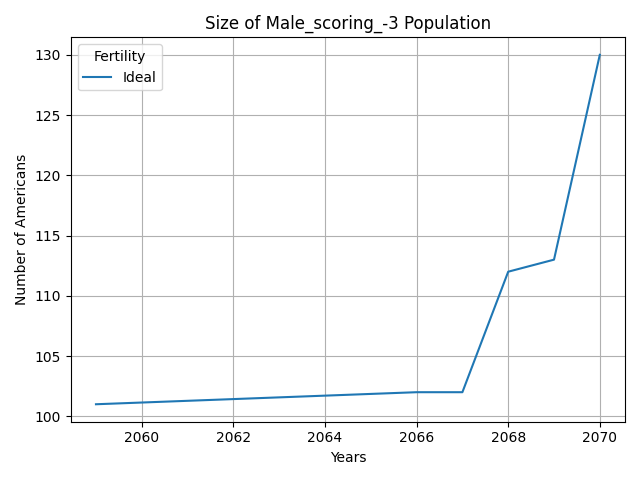 Size of Male_scoring_-3 Population
Fertility
Ideal
Number of Americans
130
125
120
115
110
105
100
2060
2062
2064
2066
2068
2070
Years